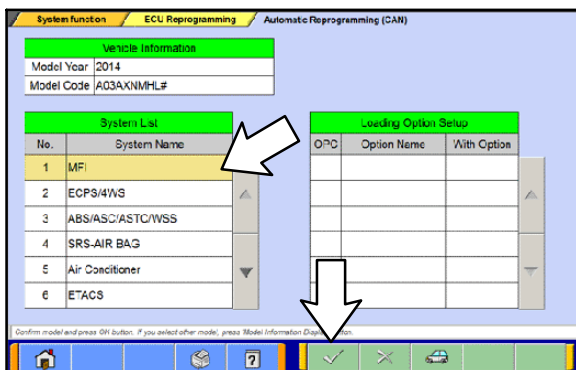 System function
ECU Reprogramming
Automatic Reprogramming (CAN)
Vehicle Information
Model Year 2014
Model Code A03AXNMHL#
System List
No. System Name
1 MFI
2 ECPS/4WS
3 ABS/ASC/ASTC/WSS
4 SRS-AIR BAG
5 Air Conditioner
6 ETACS
Loading Option Setup
OPC Option Name With Option
Confirm model and press OK button. If you select other model, press 'Model Information Display' button.
?